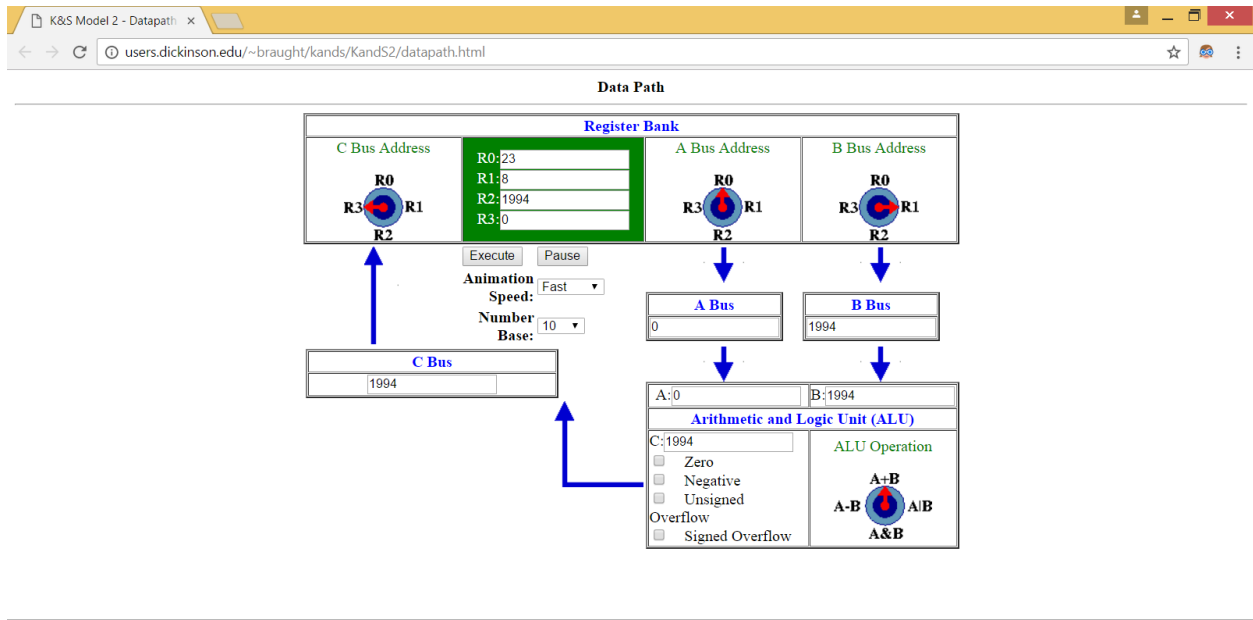 K&S Model 2 - Datapath
users.dickinson.edu/~braught/kands/KandS2/datapath.html
Data Path
Register Bank
C Bus Address
R0
R3 R1
R2
R0: 23
R1: 8
R2: 1994
R3: 0
A Bus Address
R0
R3 R1
R2
B Bus Address
R0
R3 R1
R2
Execute Pause
Animation Speed: Fast
Number Base: 10
A Bus
0
B Bus
1994
C Bus
1994
A: 0 B: 1994
Arithmetic and Logic Unit (ALU)
C: 1994
Zero
Negative
Unsigned
Overflow
Signed Overflow
ALU Operation
A+B
A-B A|B
A&B